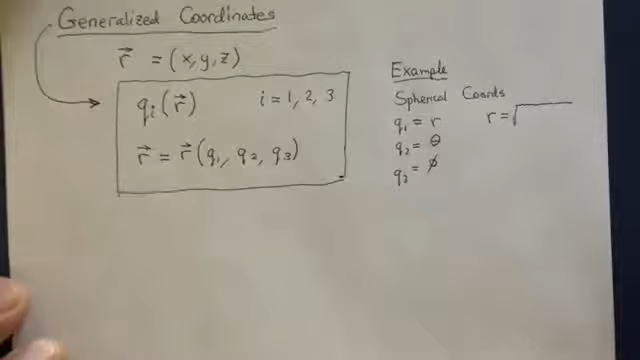 Generalized Coordinates
r⃗ = (x, y, z)
qᵢ(r⃗) i = 1, 2, 3
r⃗ = r⃗(q₁, q₂, q₃)
Example
Spherical Coords
q₁ = r r = √
q₂ = θ
q₃ = ϕ